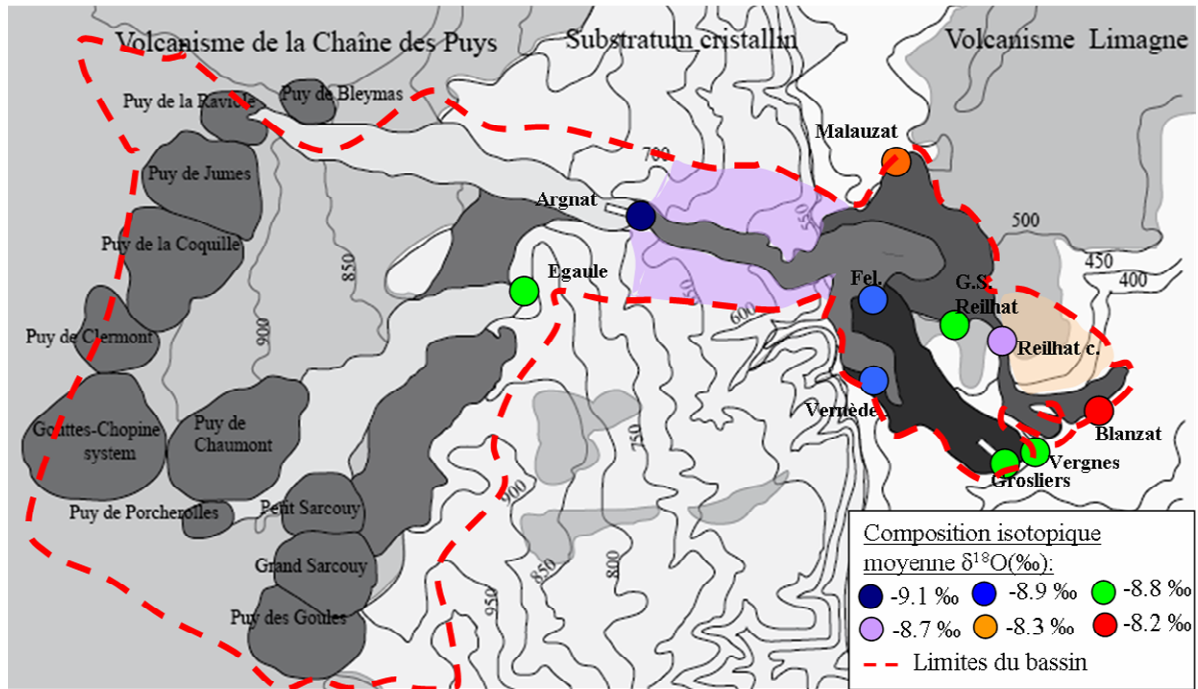 Volcanisme de la Chaîne des Puys
Substratum cristallin
Volcanisme Limagne
Puy de la Raviole
Puy de Bleymas
Malauzat
700
Puy de Jumes
Argnat
550
500
Puy de la Coquille
850
Egaule
450
400
Fel.
G.S.
Reilhat
600
900
Puy de Clermont
Reilhat c.
Vernède
Gouttes-Chopine
system
Puy de
Chaumont
750
Blanzat
Vergnes
Grosliers
900
Puy de Porcherolles
Petit Sarcouy
Grand Sarcouy
850
800
950
Puy des Goules
Composition isotopique
moyenne δ¹⁸O(‰):
-9.1 ‰
-8.9 ‰
-8.8 ‰
-8.7 ‰
-8.3 ‰
-8.2 ‰
Limites du bassin